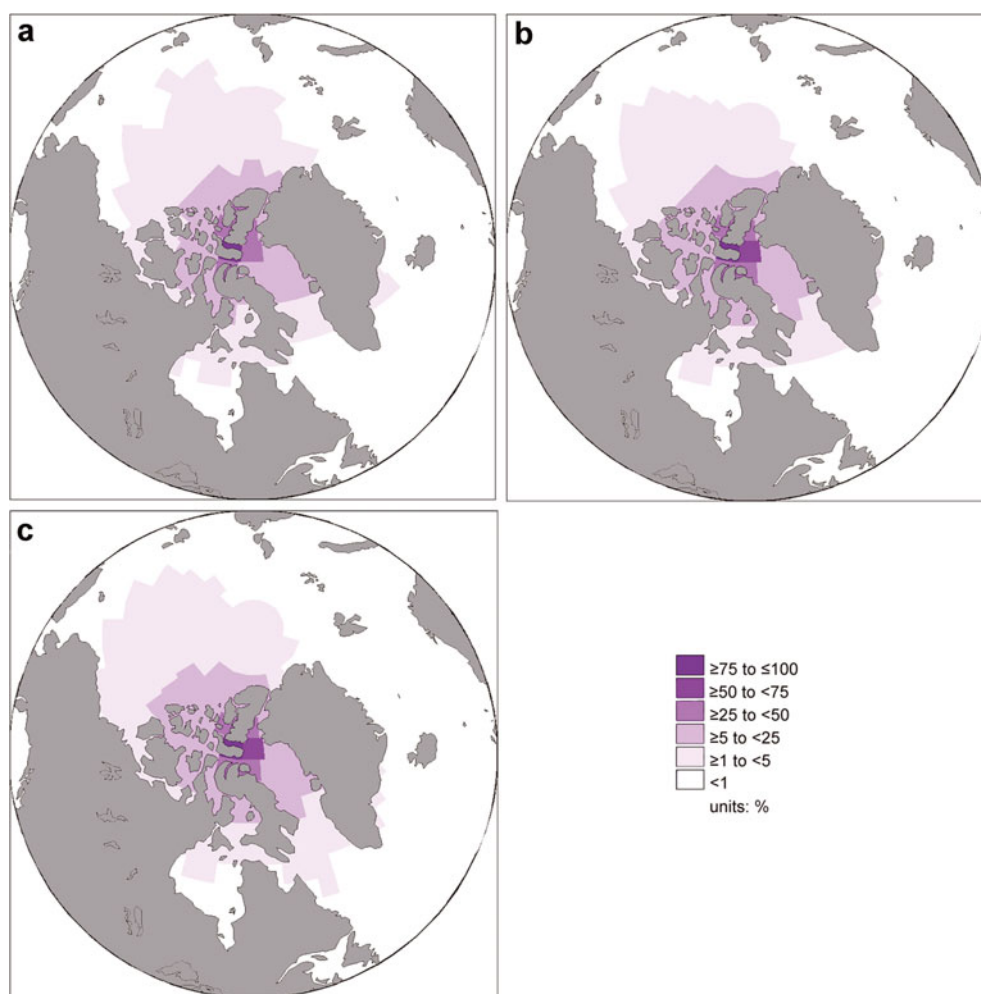 a
b
c
≥75 to ≤100
≥50 to <75
≥25 to <50
≥5 to <25
≥1 to <5
<1
units: %